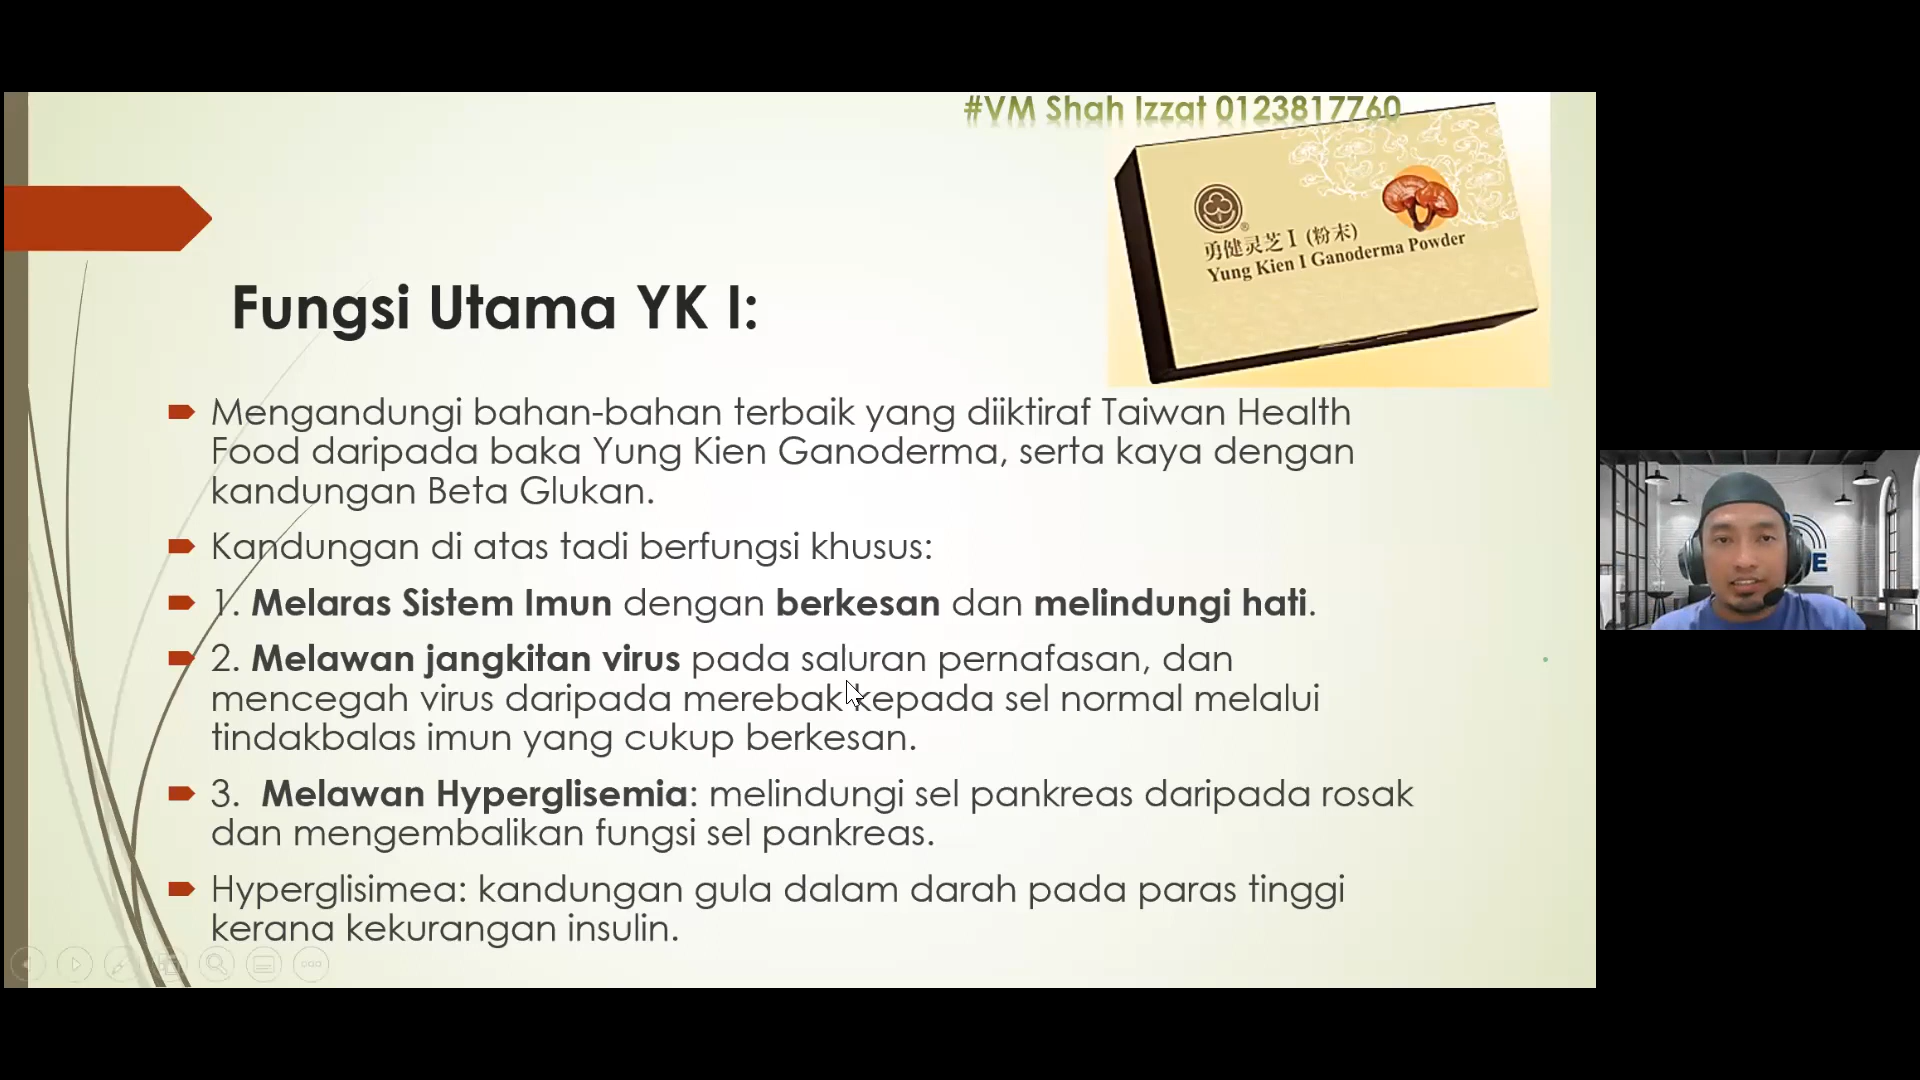 #VM Shah Izzat 0123817760
勇健灵芝 I (粉末)
Yung Kien I Ganoderma Powder
Fungsi Utama YK I:
Mengandungi bahan-bahan terbaik yang diiktiraf Taiwan Health
Food daripada baka Yung Kien Ganoderma, serta kaya dengan
kandungan Beta Glukan.
Kandungan di atas tadi berfungsi khusus:
1. Melaras Sistem Imun dengan berkesan dan melindungi hati.
2. Melawan jangkitan virus pada saluran pernafasan, dan
mencegah virus daripada merebak kepada sel normal melalui
tindakbalas imun yang cukup berkesan.
3. Melawan Hyperglisemia: melindungi sel pankreas daripada rosak
dan mengembalikan fungsi sel pankreas.
Hyperglisimea: kandungan gula dalam darah pada paras tinggi
kerana kekurangan insulin.